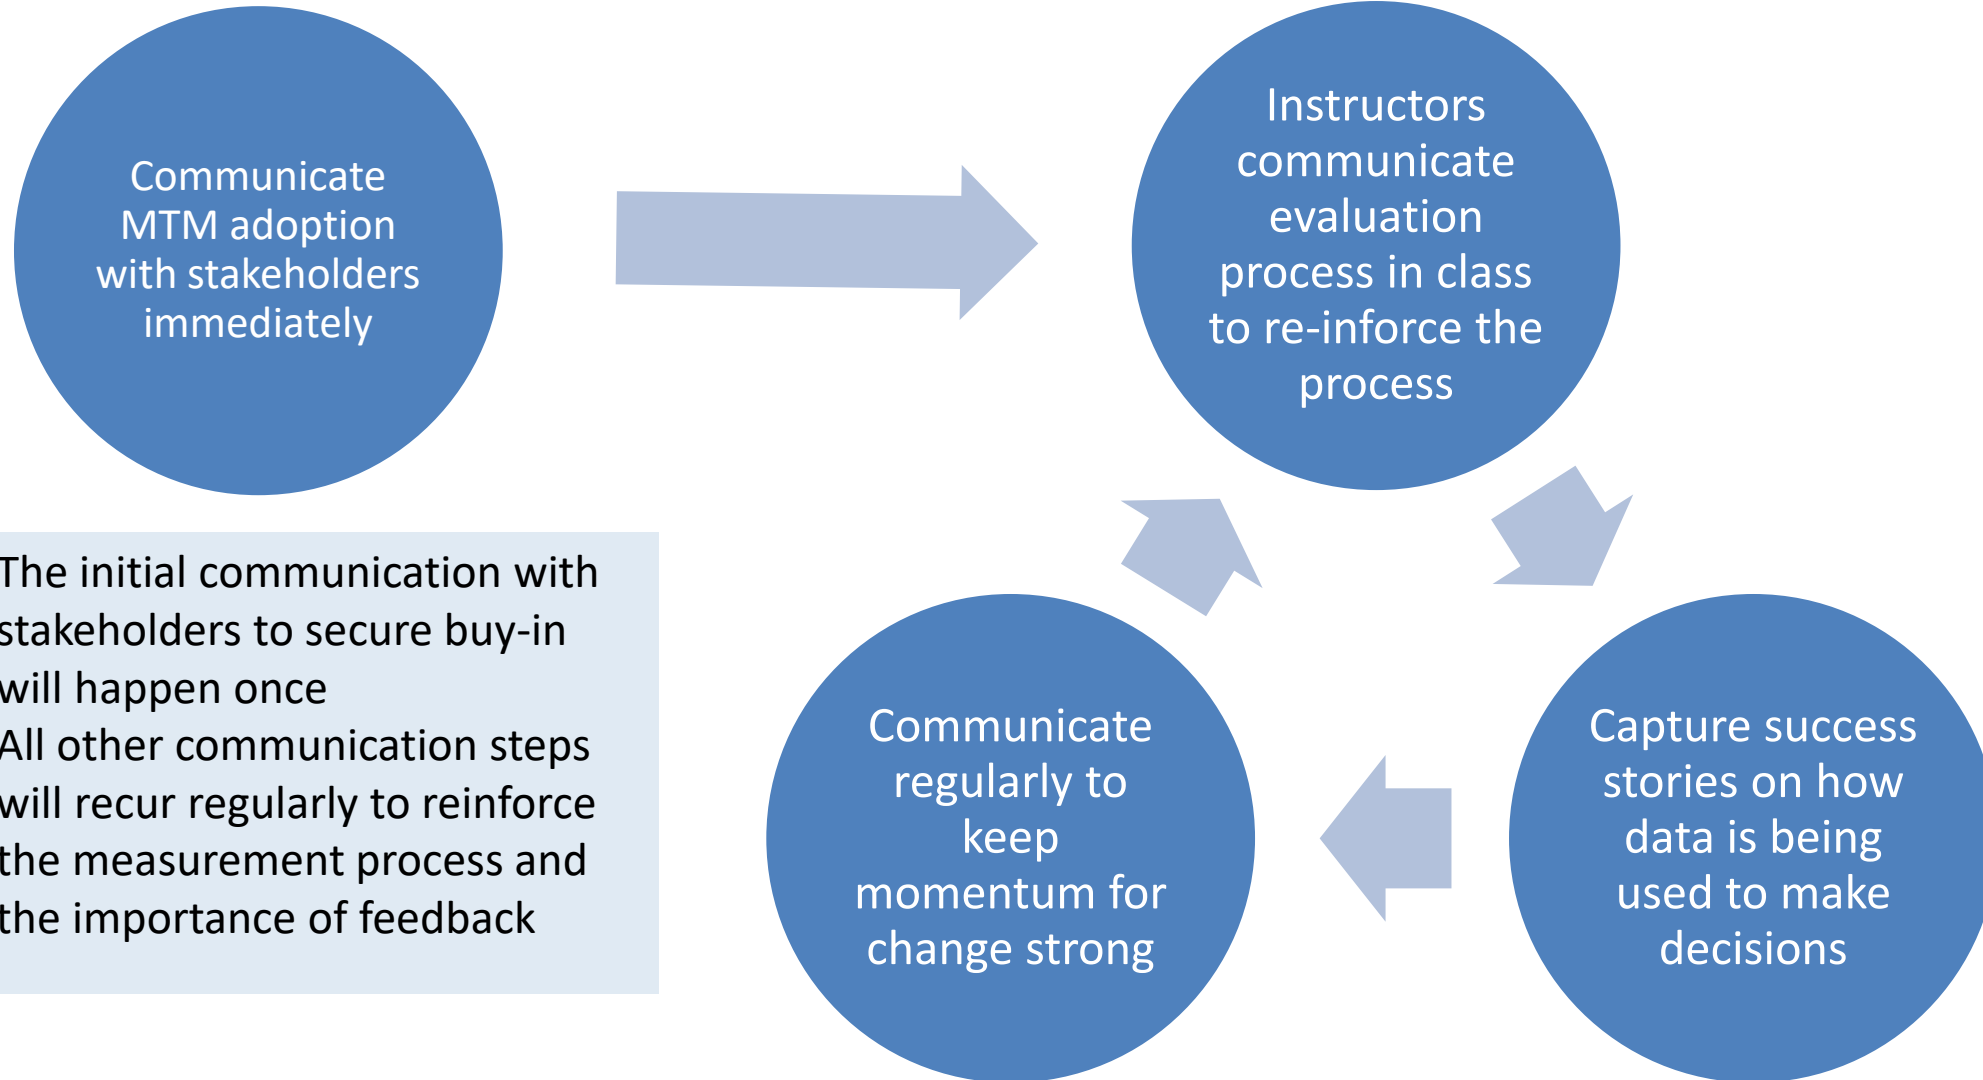 Communicate
MTM adoption
with stakeholders
immediately
Instructors
communicate
evaluation
process in class
to re-inforce the
process
The initial communication with
stakeholders to secure buy-in
will happen once
All other communication steps
will recur regularly to reinforce
the measurement process and
the importance of feedback
Communicate
regularly to
keep
momentum for
change strong
Capture success
stories on how
data is being
used to make
decisions